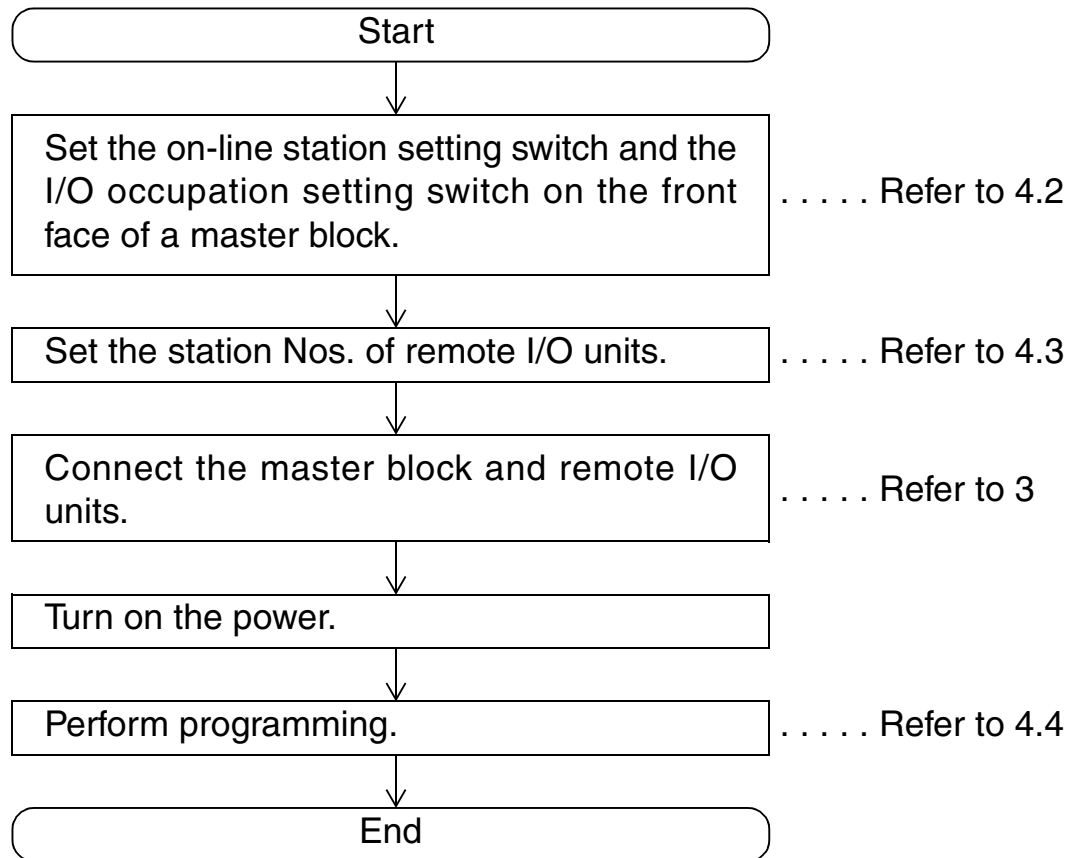 Start
Set the on-line station setting switch and the
I/O occupation setting switch on the front
face of a master block.
. . . . . Refer to 4.2
Set the station Nos. of remote I/O units.
. . . . . Refer to 4.3
Connect the master block and remote I/O
units.
. . . . . Refer to 3
Turn on the power.
Perform programming.
. . . . . Refer to 4.4
End